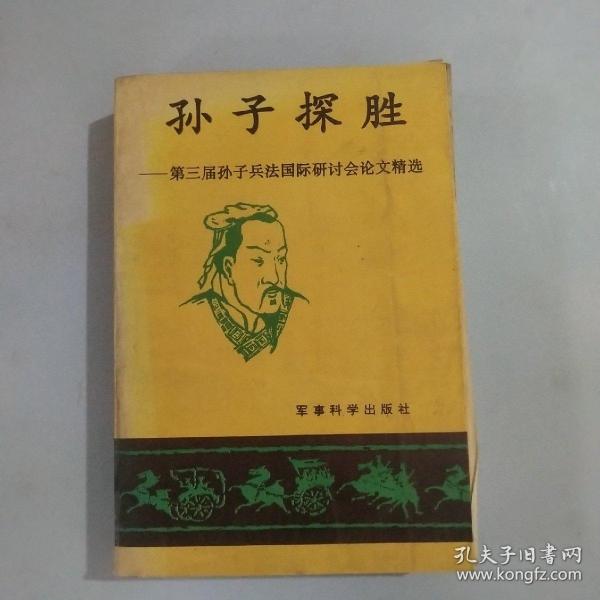 孙子探胜
——第三届孙子兵法国际研讨会论文精选
军事科学出版社
孔夫子旧书网
www.kongfz.com